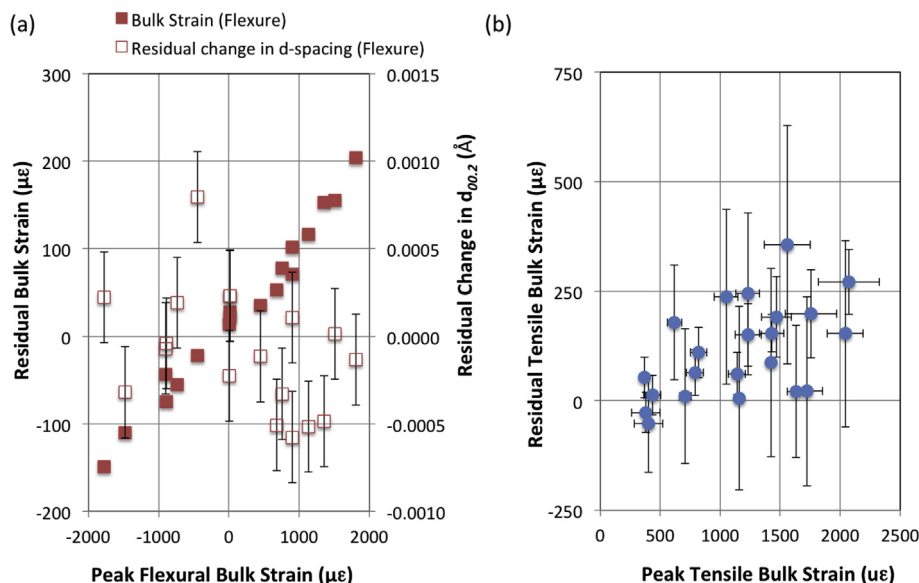 (a)
Bulk Strain (Flexure)
Residual change in d-spacing (Flexure)
300
200
100
0
-100
-200
Residual Bulk Strain (με)
0.0015
0.0010
0.0005
0.0000
-0.0005
-0.0010
Residual Change in d00.2 (Å)
-2000 -1000 0 1000 2000
Peak Flexural Bulk Strain (με)
(b)
750
500
250
0
-250
Residual Tensile Bulk Strain (με)
0 500 1000 1500 2000 2500
Peak Tensile Bulk Strain (uε)